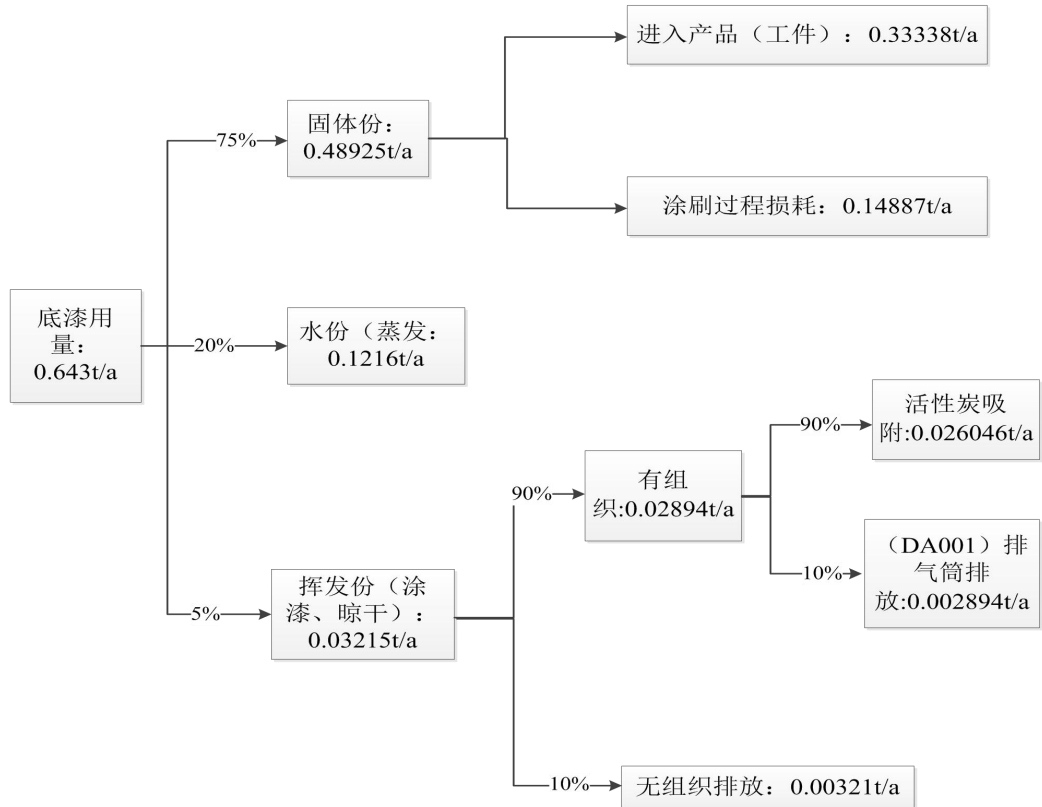 进入产品（工件）：0.33338t/a
固体份：
0.48925t/a
75%
涂刷过程损耗：0.14887t/a
底漆用
量：
0.643t/a
20%
水份（蒸发：
0.1216t/a
活性炭吸
附:0.026046t/a
90%
有组
织:0.02894t/a
90%
（DA001）排
气筒排
放:0.002894t/a
10%
挥发份（涂
漆、晾干）：
0.03215t/a
5%
10%
无组织排放：0.00321t/a